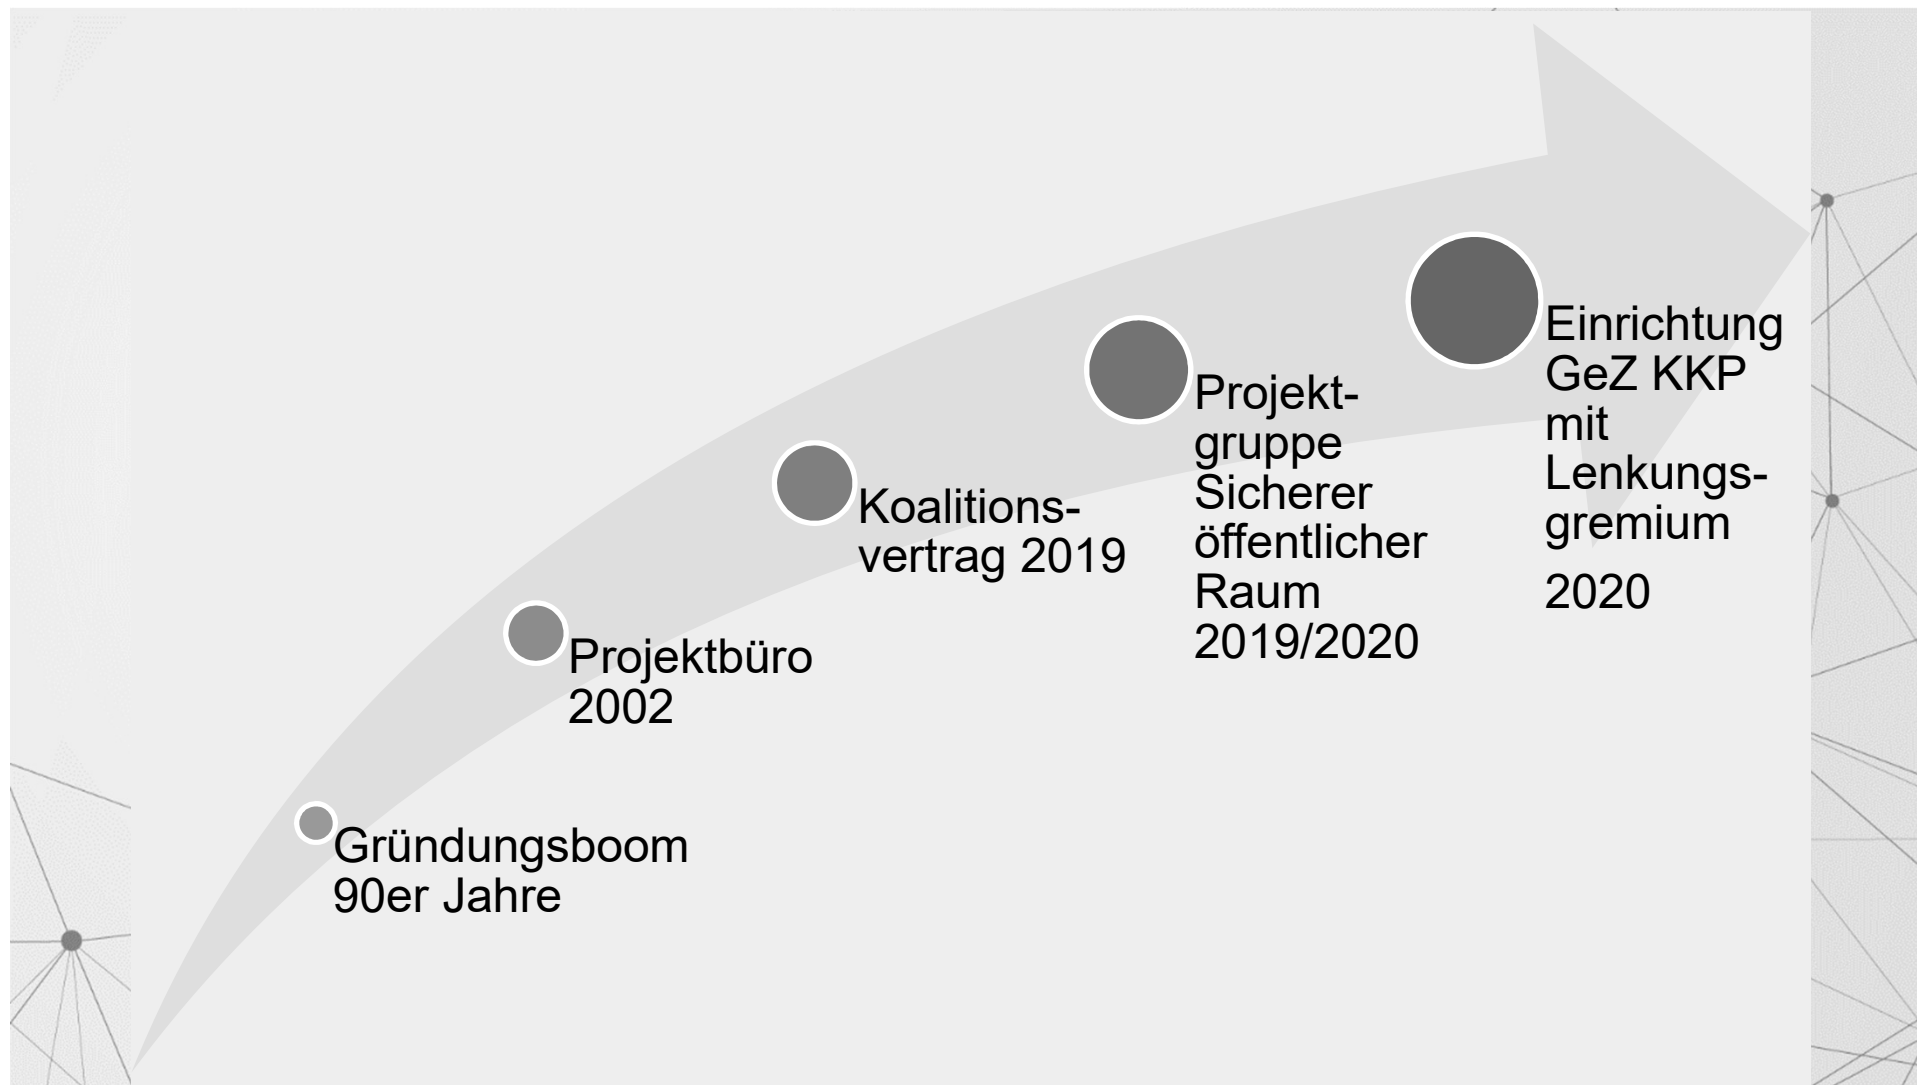 Gründungsboom
90er Jahre
Projektbüro
2002
Koalitions-
vertrag 2019
Projekt-
gruppe
Sicherer
öffentlicher
Raum
2019/2020
Einrichtung
GeZ KKP
mit
Lenkungs-
gremium
2020